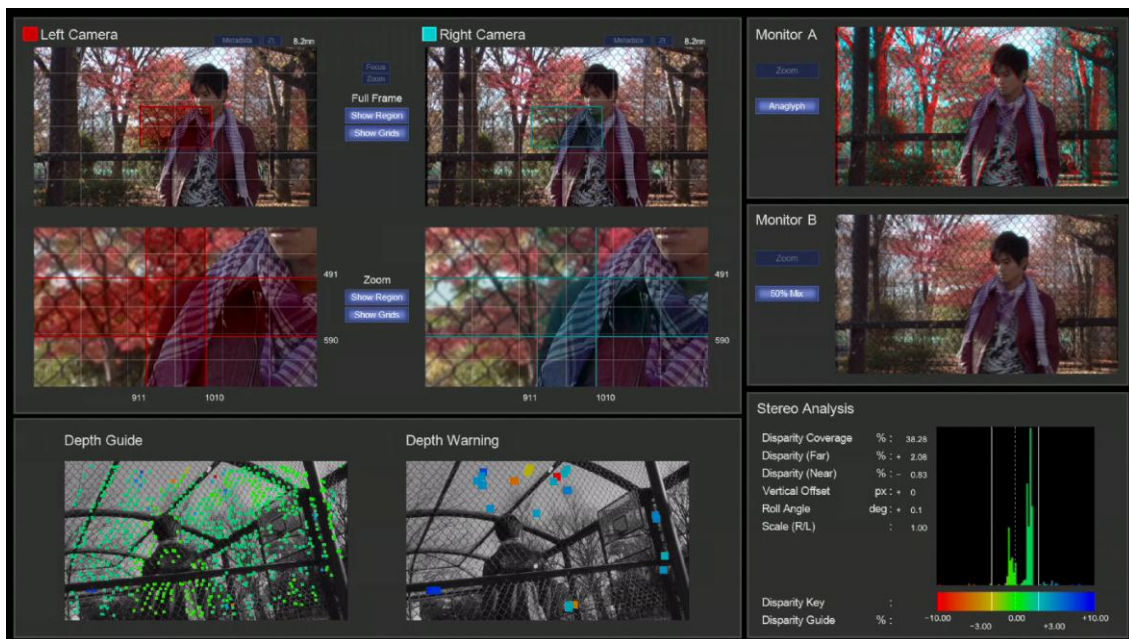 Left Camera
Metadata
8.2mm
Right Camera
Metadata
8.2mm
Focus
Zoom
Full Frame
Show Region
Show Grids
491
590
911
1010
Zoom
Show Region
Show Grids
491
590
911
1010
Monitor A
Zoom
Anaglyph
Monitor B
Zoom
50% Mix
Depth Guide
Depth Warning
Stereo Analysis
Disparity Coverage % : 38.28
Disparity (Far) % : + 2.08
Disparity (Near) % : - 0.83
Vertical Offset px : + 0
Roll Angle deg : + 0.1
Scale (R/L) : 1.00
Disparity Key :
Disparity Guide % :
-10.00 0.00 +10.00
-3.00 +3.00